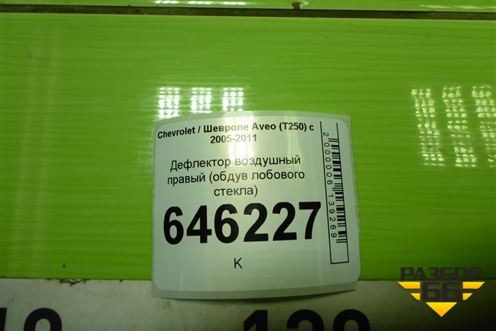 Chevrolet / Шевроле Aveo (T250) с
2005-2011
Дефлектор воздушный
правый (обдув лобового
стекла)
646227
К
2000006139269
РАЗБОР
66